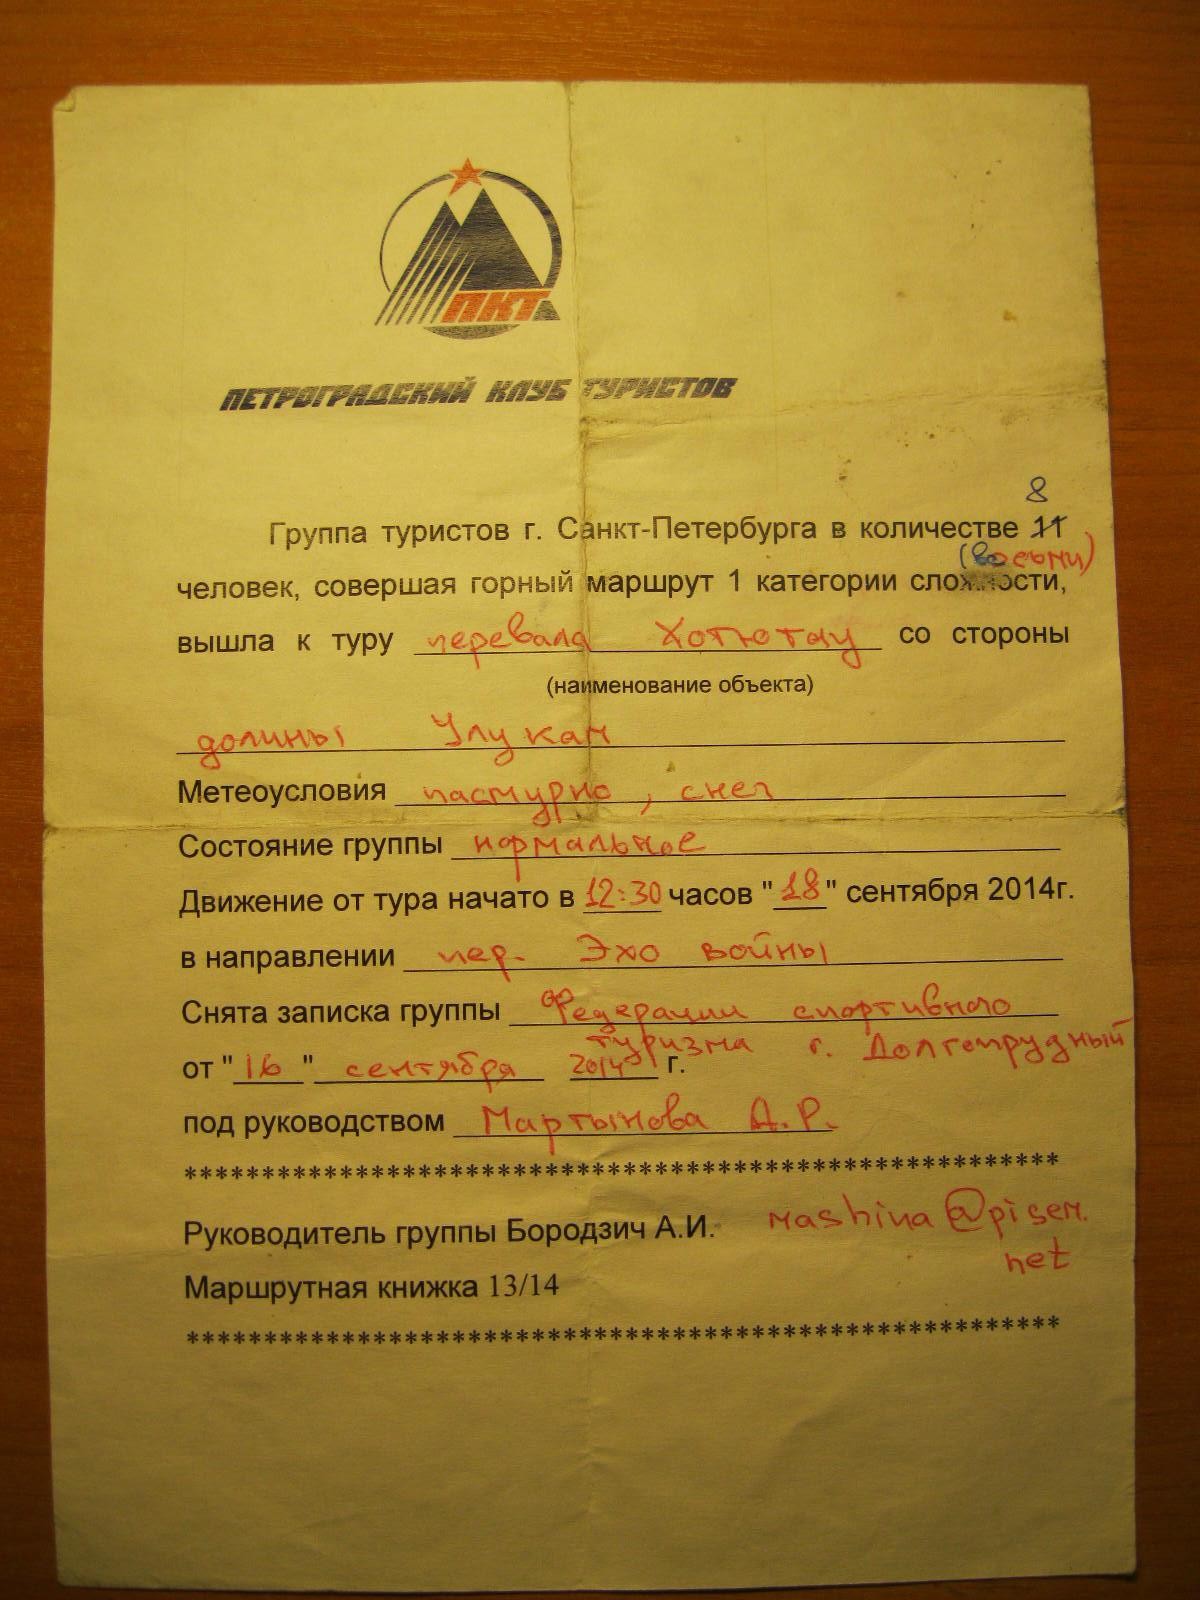 ПКТ
ПЕТРОГРАДСКИЙ КЛУБ ТУРИСТОВ
8
Группа туристов г. Санкт-Петербурга в количестве 11
(восьми)
человек, совершая горный маршрут 1 категории сложности,
вышла к туру перевала Хотютау со стороны
(наименование объекта)
долины Улукам
Метеоусловия пасмурно, снег
Состояние группы нормальное
Движение от тура начато в 12:30 часов "18" сентября 2014г.
в направлении пер. Эхо войны
Снята записка группы Федерации спортивного
туризма г. Долгопрудный
от "16" сентября 2014 г.
под руководством Мартынова А.Р.
********************************************************
Руководитель группы Бородзич А.И. mashina@pisem.
net
Маршрутная книжка 13/14
********************************************************